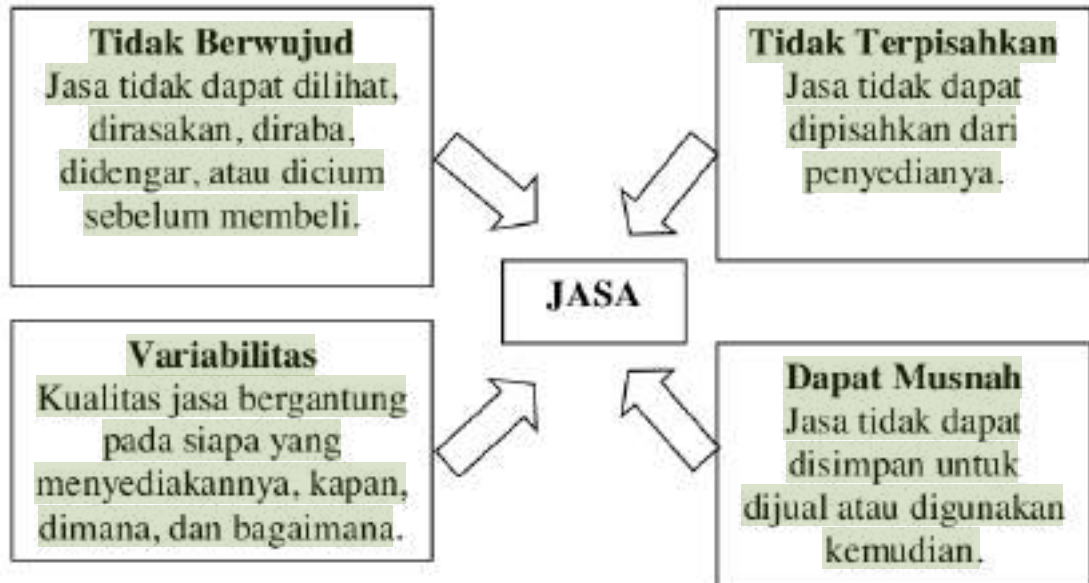 Tidak Berwujud
Jasa tidak dapat dilihat,
dirasakan, diraba,
didengar, atau dicium
sebelum membeli.
Tidak Terpisahkan
Jasa tidak dapat
dipisahkan dari
penyedianya.
JASA
Variabilitas
Kualitas jasa bergantung
pada siapa yang
menyediakannya, kapan,
dimana, dan bagaimana.
Dapat Musnah
Jasa tidak dapat
disimpan untuk
dijual atau digunakan
kemudian.